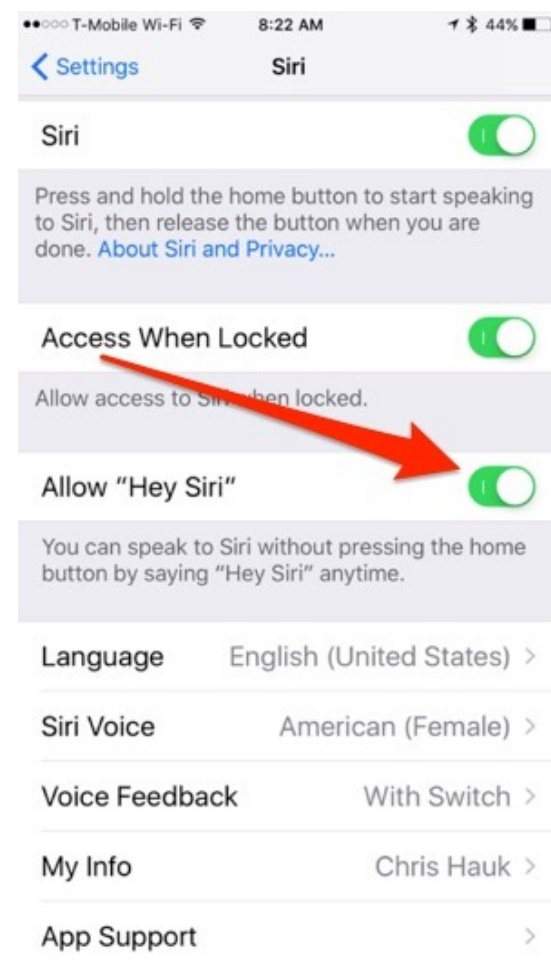 T-Mobile Wi-Fi 8:22 AM 44%
Settings Siri
Siri
Press and hold the home button to start speaking
to Siri, then release the button when you are
done. About Siri and Privacy...
Access When Locked
Allow access to Siri when locked.
Allow “Hey Siri“
You can speak to Siri without pressing the home
button by saying “Hey Siri” anytime.
Language English (United States)
Siri Voice American (Female)
Voice Feedback With Switch
My Info Chris Hauk
App Support